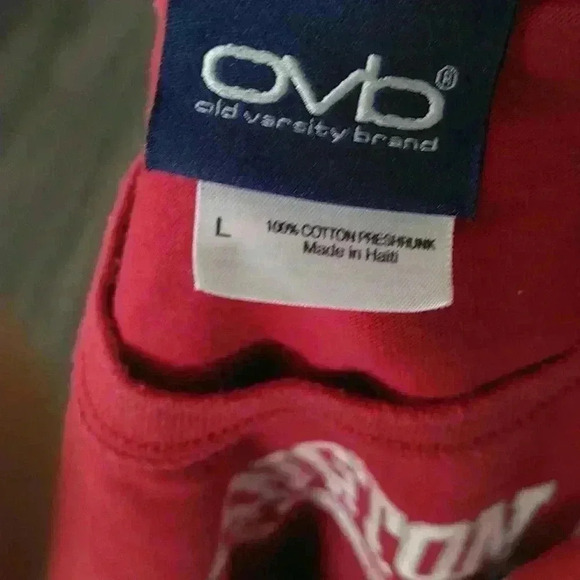 ovb®
old varsity brand
L 100% COTTON PRESHRUNK
Made in Haiti